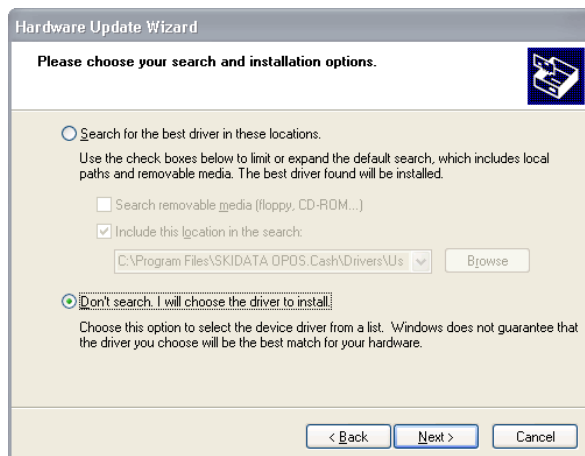 Hardware Update Wizard
Please choose your search and installation options.
Search for the best driver in these locations.
Use the check boxes below to limit or expand the default search, which includes local
paths and removable media. The best driver found will be installed.
Search removable media (floppy, CD-ROM...)
Include this location in the search:
C:\Program Files\SKIDATA OPOS.Cash\Drivers\Us
Browse
Don't search. I will choose the driver to install.
Choose this option to select the device driver from a list. Windows does not guarantee that
the driver you choose will be the best match for your hardware.
< Back
Next >
Cancel